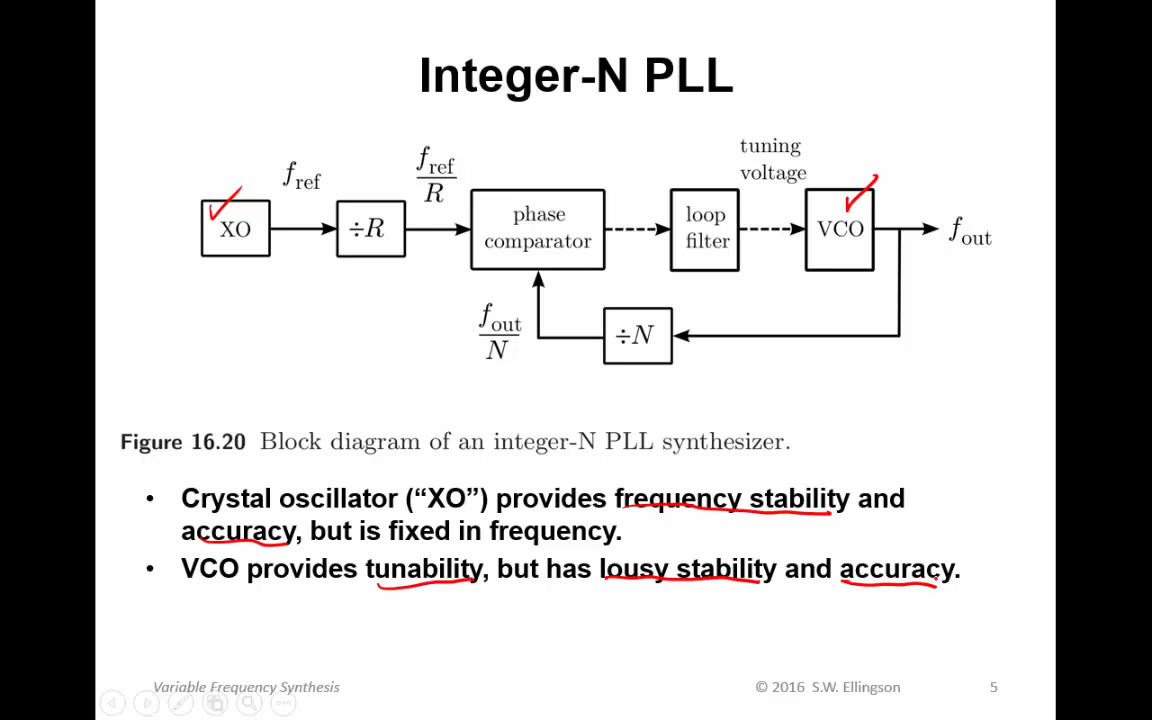 Integer-N PLL
tuning
voltage
f_ref
f_ref
R
XO
÷R
phase
comparator
loop
filter
VCO
f_out
f_out
N
÷N
Figure 16.20 Block diagram of an integer-N PLL synthesizer.
• Crystal oscillator (“XO”) provides frequency stability and
accuracy, but is fixed in frequency.
• VCO provides tunability, but has lousy stability and accuracy.
Variable Frequency Synthesis
© 2016 S.W. Ellingson
5